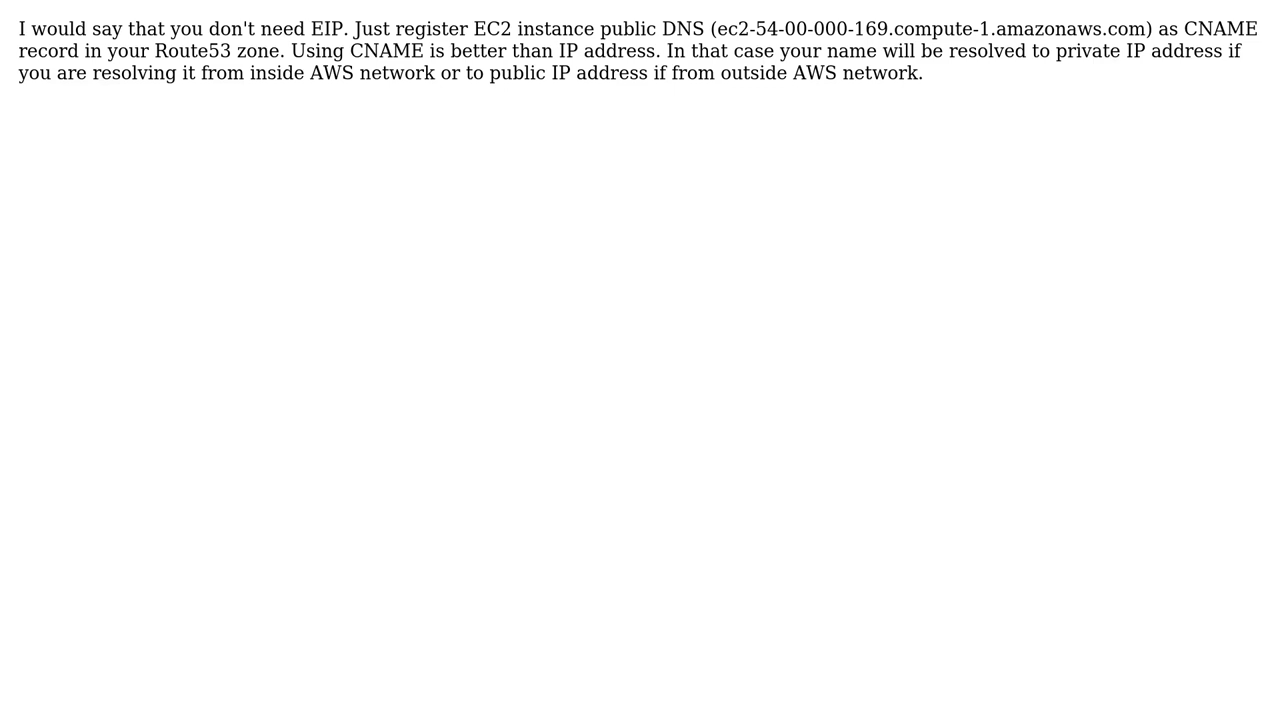 I would say that you don't need EIP. Just register EC2 instance public DNS (ec2-54-00-000-169.compute-1.amazonaws.com) as CNAME
record in your Route53 zone. Using CNAME is better than IP address. In that case your name will be resolved to private IP address if
you are resolving it from inside AWS network or to public IP address if from outside AWS network.